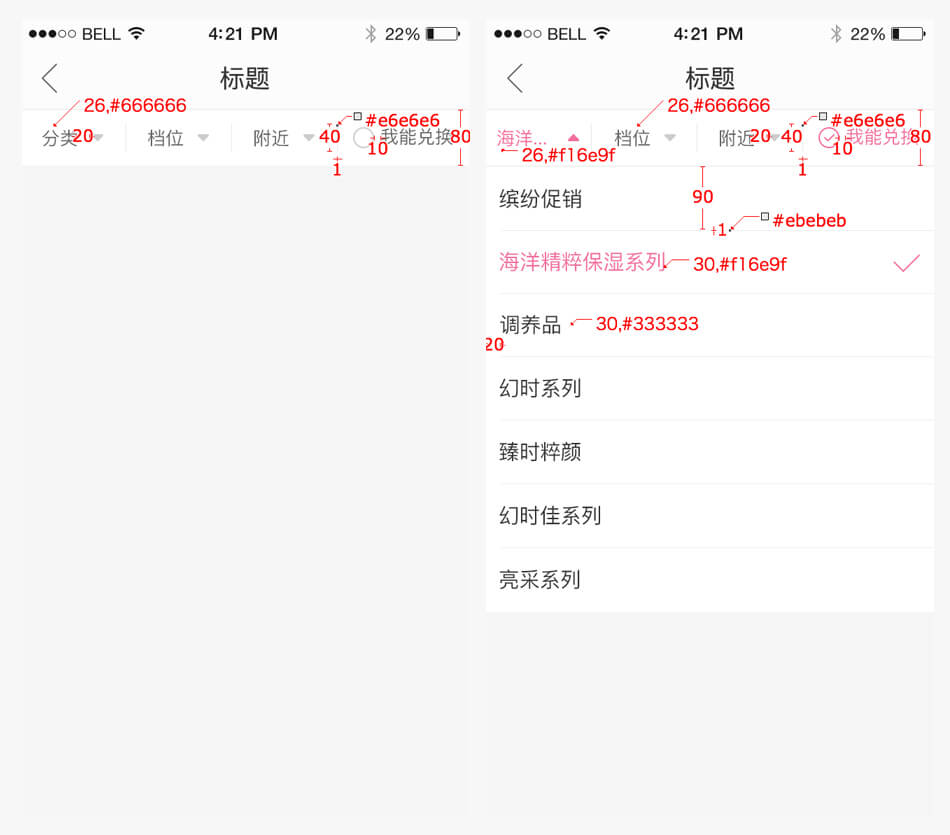 BELL 4:21 PM 22%
标题
26,#666666
分类 20 档位 附近 40 #e6e6e6 我能兑换 80
10
1
BELL 4:21 PM 22%
标题
26,#666666
海洋... 档位 附近 20 40 #e6e6e6 我能兑换 80
26,#f16e9f 10
1
缤纷促销 90
1 #ebebeb
海洋精粹保湿系列 30,#f16e9f
调养品 30,#333333
20
幻时系列
臻时粹颜
幻时佳系列
亮采系列